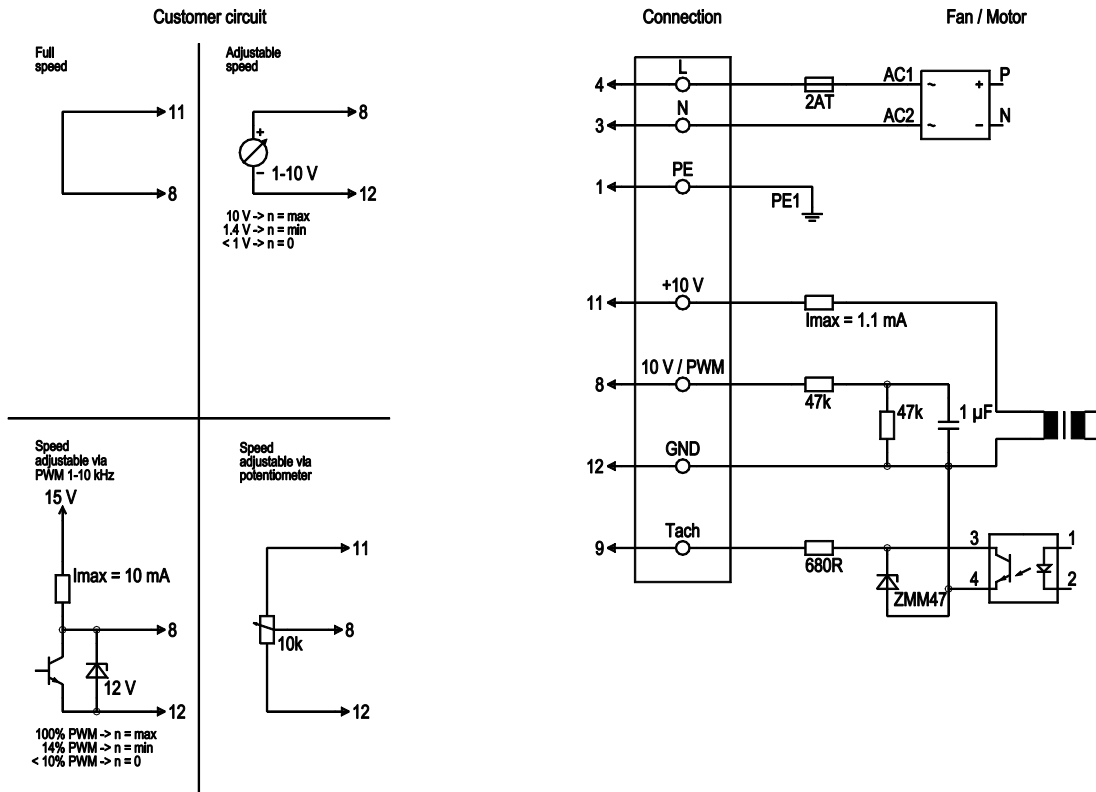 Customer circuit
Full
speed
11
8
Adjustable
speed
8
+
– 1-10 V
12
10 V -> n = max
1.4 V -> n = min
< 1 V -> n = 0
Speed
adjustable via
PWM 1-10 kHz
15 V
Imax = 10 mA
8
12 V
12
100% PWM -> n = max
14% PWM -> n = min
< 10% PWM -> n = 0
Speed
adjustable via
potentiometer
11
8
10k
12
Connection
Fan / Motor
4
L
2AT
AC1
~
+
P
3
N
AC2
~
–
N
1
PE
PE1
11
+10 V
Imax = 1.1 mA
8
10 V / PWM
47k
47k
1 µF
12
GND
9
Tach
680R
3
1
4
2
ZMM47